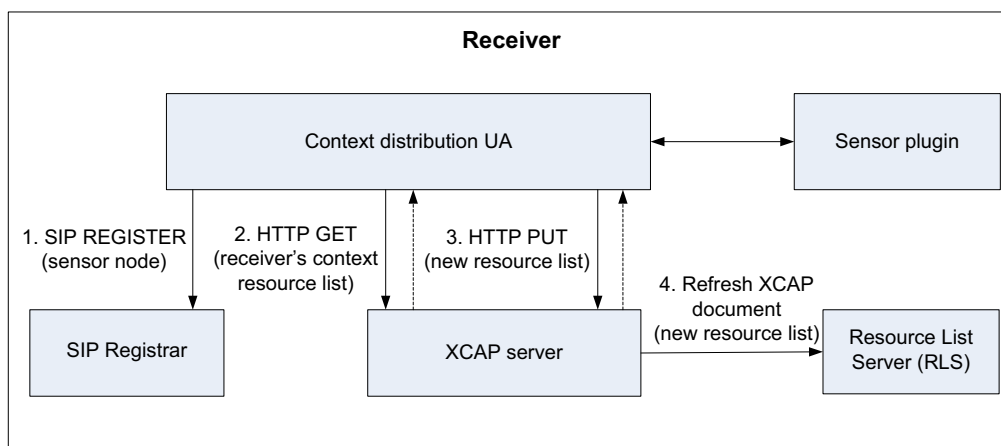 Receiver
Context distribution UA
Sensor plugin
1. SIP REGISTER
(sensor node)
2. HTTP GET
(receiver's context
resource list)
3. HTTP PUT
(new resource list)
4. Refresh XCAP
document
(new resource list)
SIP Registrar
XCAP server
Resource List
Server (RLS)